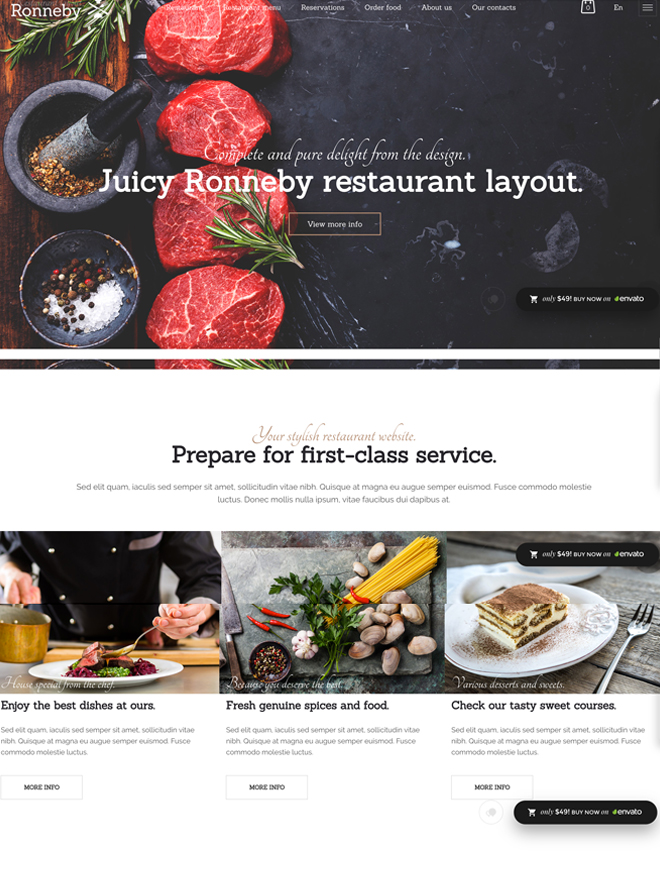 Ronneby
Restaurant
Restaurant menu
Reservations
Order food
About us
Our contacts
0
En
Complete and pure delight from the design.
Juicy Ronneby restaurant layout.
View more info
only $49! BUY NOW on envato
Your stylish restaurant website.
Prepare for first-class service.
Sed elit quam, iaculis sed semper sit amet, sollicitudin vitae nibh. Quisque at magna eu augue semper euismod. Fusce commodo molestie
luctus. Donec mollis nulla ipsum, vitae faucibus dui dapibus at.
only $49! BUY NOW on envato
House special from the chef.
Enjoy the best dishes at ours.
Sed elit quam, iaculis sed semper sit amet, sollicitudin vitae
nibh. Quisque at magna eu augue semper euismod. Fusce
commodo molestie luctus.
MORE INFO
Because you deserve the best.
Fresh genuine spices and food.
Sed elit quam, iaculis sed semper sit amet, sollicitudin vitae
nibh. Quisque at magna eu augue semper euismod. Fusce
commodo molestie luctus.
MORE INFO
Various desserts and sweets.
Check our tasty sweet courses.
Sed elit quam, iaculis sed semper sit amet, sollicitudin vitae
nibh. Quisque at magna eu augue semper euismod. Fusce
commodo molestie luctus.
MORE INFO
only $49! BUY NOW on envato